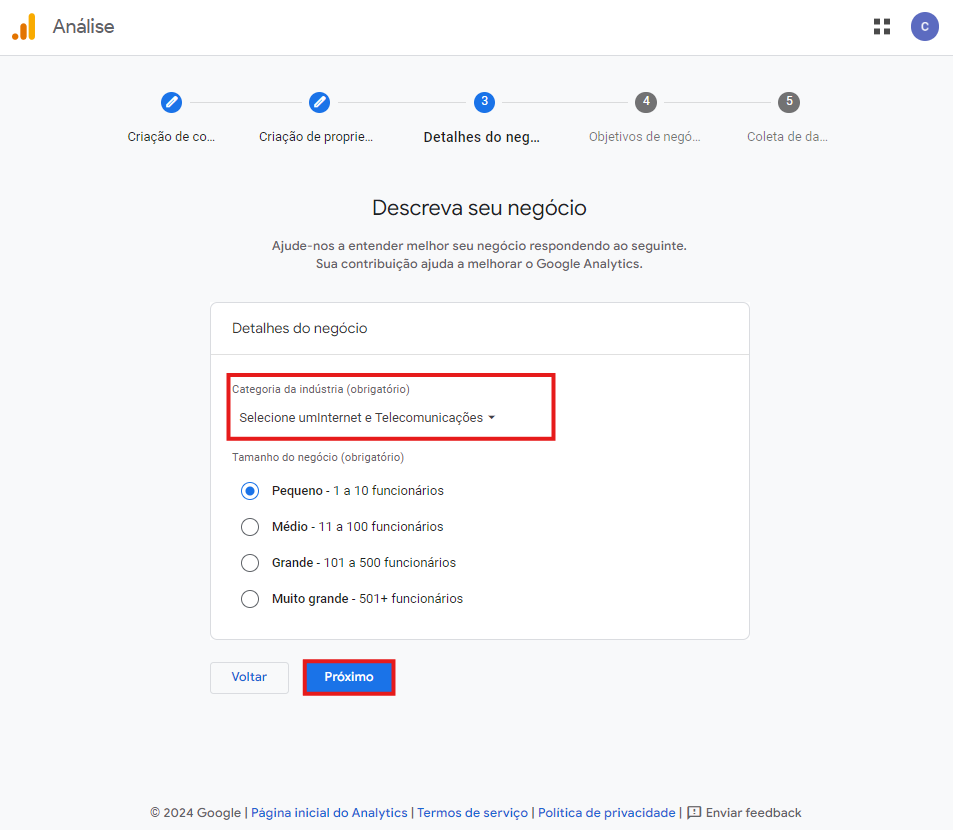 Análise
C
3
4
5
Criação de co...
Criação de proprie...
Detalhes do neg...
Objetivos de negó...
Coleta de da...
Descreva seu negócio
Ajude-nos a entender melhor seu negócio respondendo ao seguinte.
Sua contribuição ajuda a melhorar o Google Analytics.
Detalhes do negócio
Categoria da indústria (obrigatório)
Selecione umInternet e Telecomunicações
Tamanho do negócio (obrigatório)
Pequeno - 1 a 10 funcionários
Médio - 11 a 100 funcionários
Grande - 101 a 500 funcionários
Muito grande - 501+ funcionários
Voltar
Próximo
© 2024 Google | Página inicial do Analytics | Termos de serviço | Política de privacidade | Enviar feedback